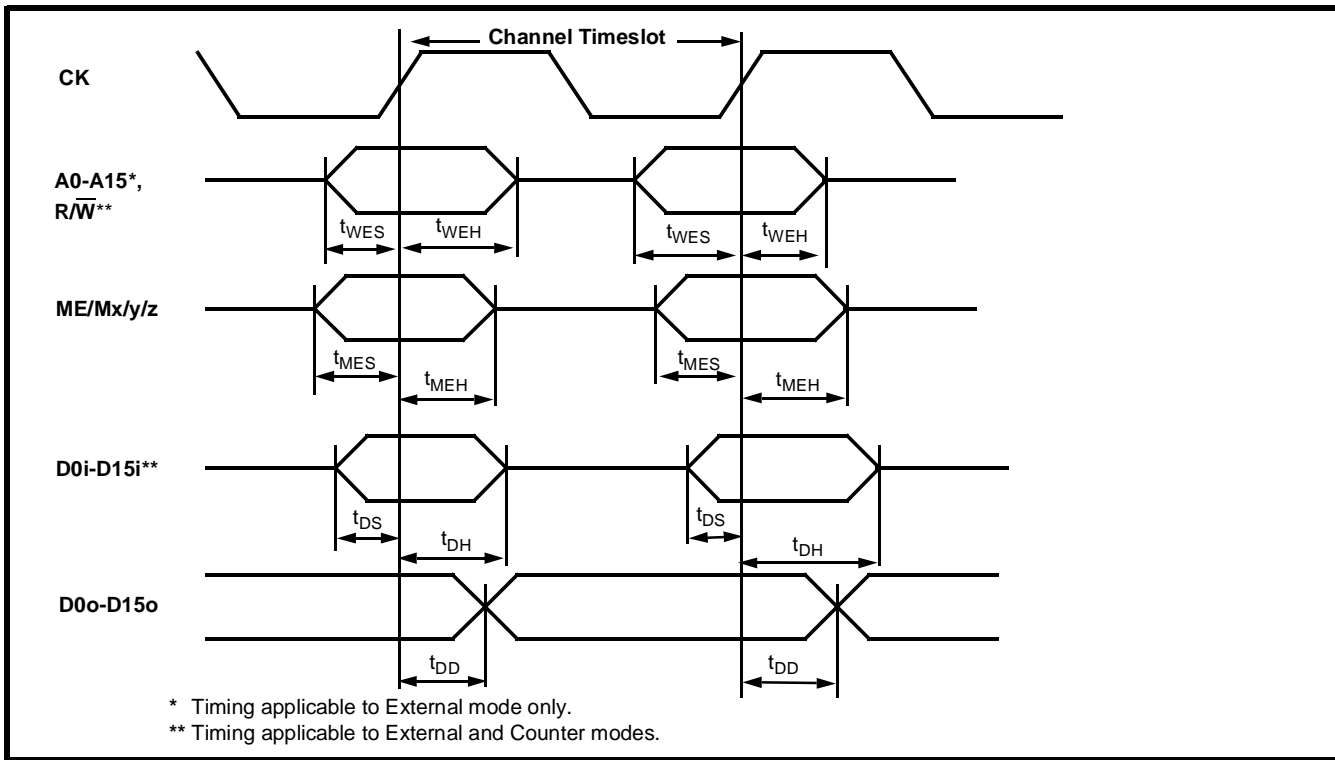 Channel Timeslot
CK
A0-A15*,
R/W̅**
tWES
tWEH
tWES
tWEH
ME/Mx/y/z
tMES
tMEH
tMES
tMEH
D0i-D15i**
tDS
tDH
tDS
tDH
D0o-D15o
tDD
tDD
* Timing applicable to External mode only.
** Timing applicable to External and Counter modes.